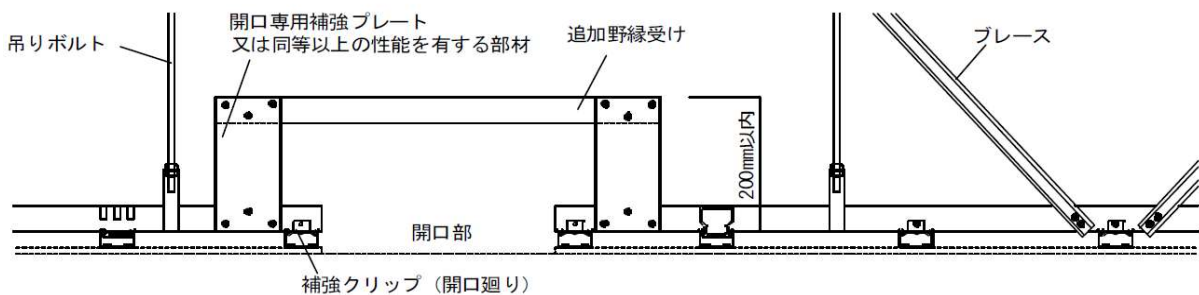 開口専用補強プレート
又は同等以上の性能を有する部材
吊りボルト
追加野縁受け
ブレース
200mm以内
開口部
補強クリップ（開口廻り）